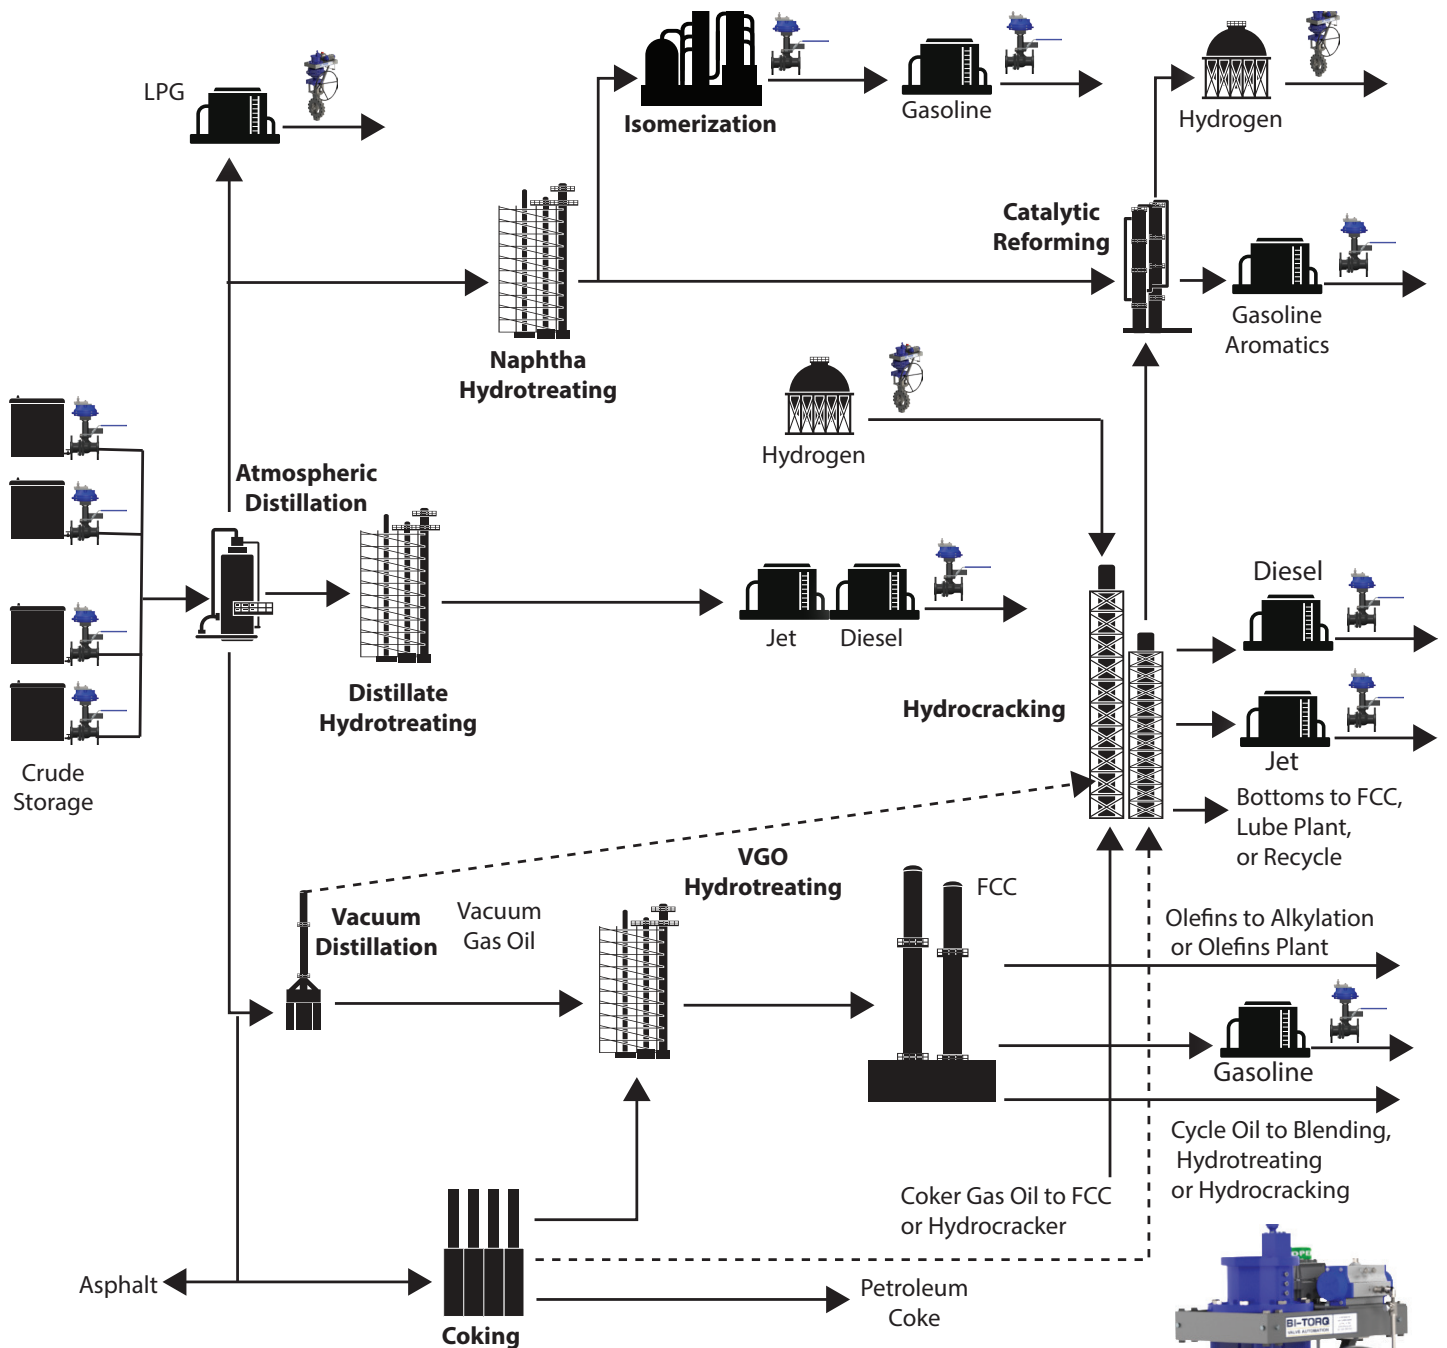 LPG
Isomerization
Gasoline
Hydrogen
Catalytic
Reforming
Gasoline
Aromatics
Naphtha
Hydrotreating
Hydrogen
Atmospheric
Distillation
Crude
Storage
Distillate
Hydrotreating
Jet
Diesel
Hydrocracking
Diesel
Jet
Bottoms to FCC,
Lube Plant,
or Recycle
Vacuum
Distillation
Vacuum
Gas Oil
VGO
Hydrotreating
FCC
Olefins to Alkylation
or Olefins Plant
Gasoline
Cycle Oil to Blending,
Hydrotreating
or Hydrocracking
Coker Gas Oil to FCC
or Hydrocracker
Asphalt
Coking
Petroleum
Coke
BI-TORQ
VALVE AUTOMATION